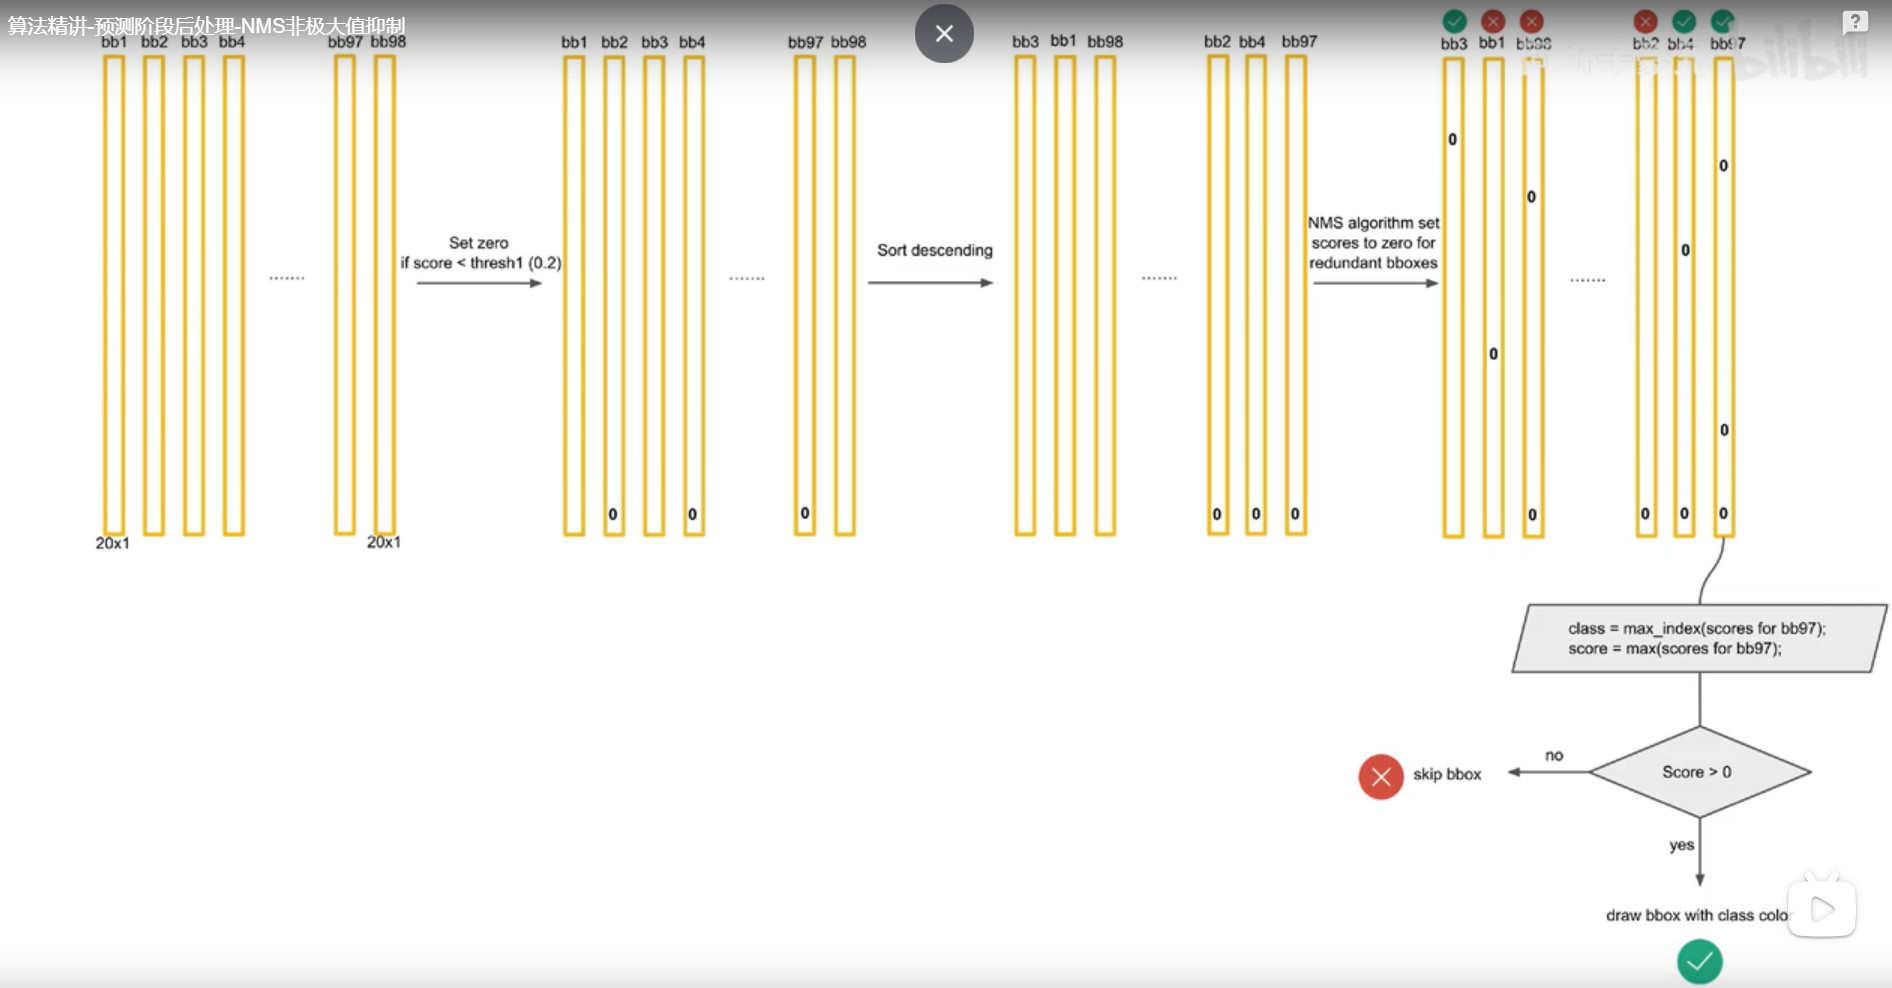 算法精讲-预测阶段后处理-NMS非极大值抑制
bb1 bb2 bb3 bb4 bb97 bb98
bb1 bb2 bb3 bb4 bb97 bb98
bb3 bb1 bb98 bb2 bb4 bb97
bb3 bb1 bb98 bb2 bb4 bb97
0
0
0
0
0
0
0
Set zero
if score < thresh1 (0.2)
.......
.......
Sort descending
.......
NMS algorithm set
scores to zero for
redundant bboxes
.......
0 0 0
0 0 0
0 0 0 0
20x1 20x1
class = max_index(scores for bb97);
score = max(scores for bb97);
Score > 0
no
skip bbox
yes
draw bbox with class colo